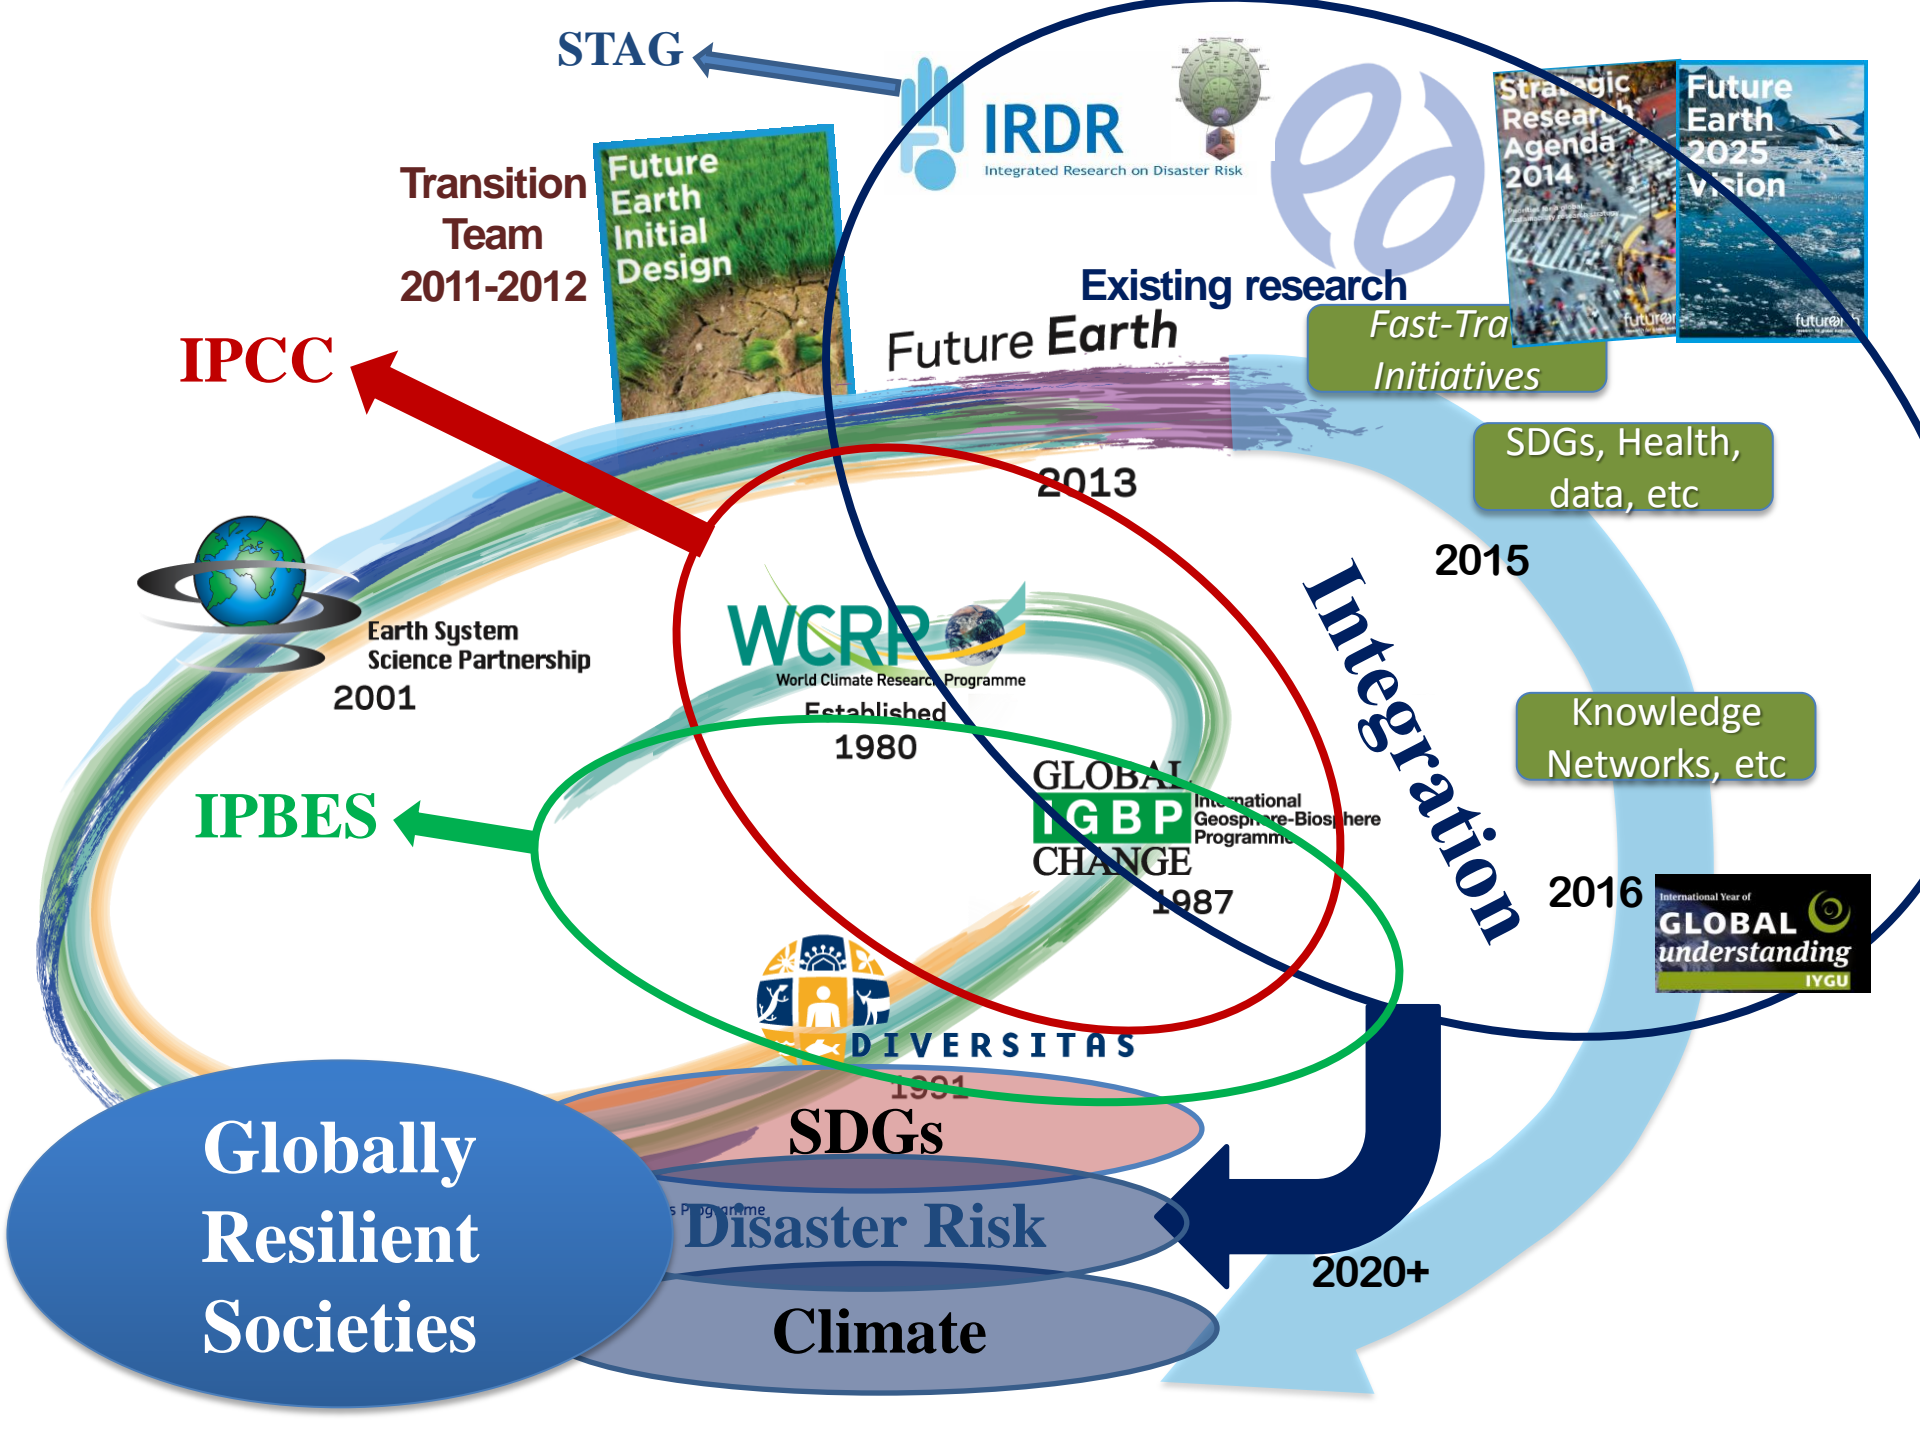 STAG
IRDR
Integrated Research on Disaster Risk
Strategic
Research
Agenda
2014
Future
Earth
2025
Vision
futurearth
futurearth
Transition
Team
2011-2012
Future
Earth
Initial
Design
Existing research
Future Earth
Fast-Tra
Initiatives
IPCC
SDGs, Health,
data, etc
2013
2015
Integration
Earth System
Science Partnership
2001
WCRP
World Climate Research Programme
Established
1980
Knowledge
Networks, etc
IPBES
GLOBAL
IGBP
CHANGE
International
Geosphere-Biosphere
Programme
1987
2016
International Year of
GLOBAL
understanding
IYGU
DIVERSITAS
1991
SDGs
Globally
Resilient
Societies
s Programme
Disaster Risk
2020+
Climate